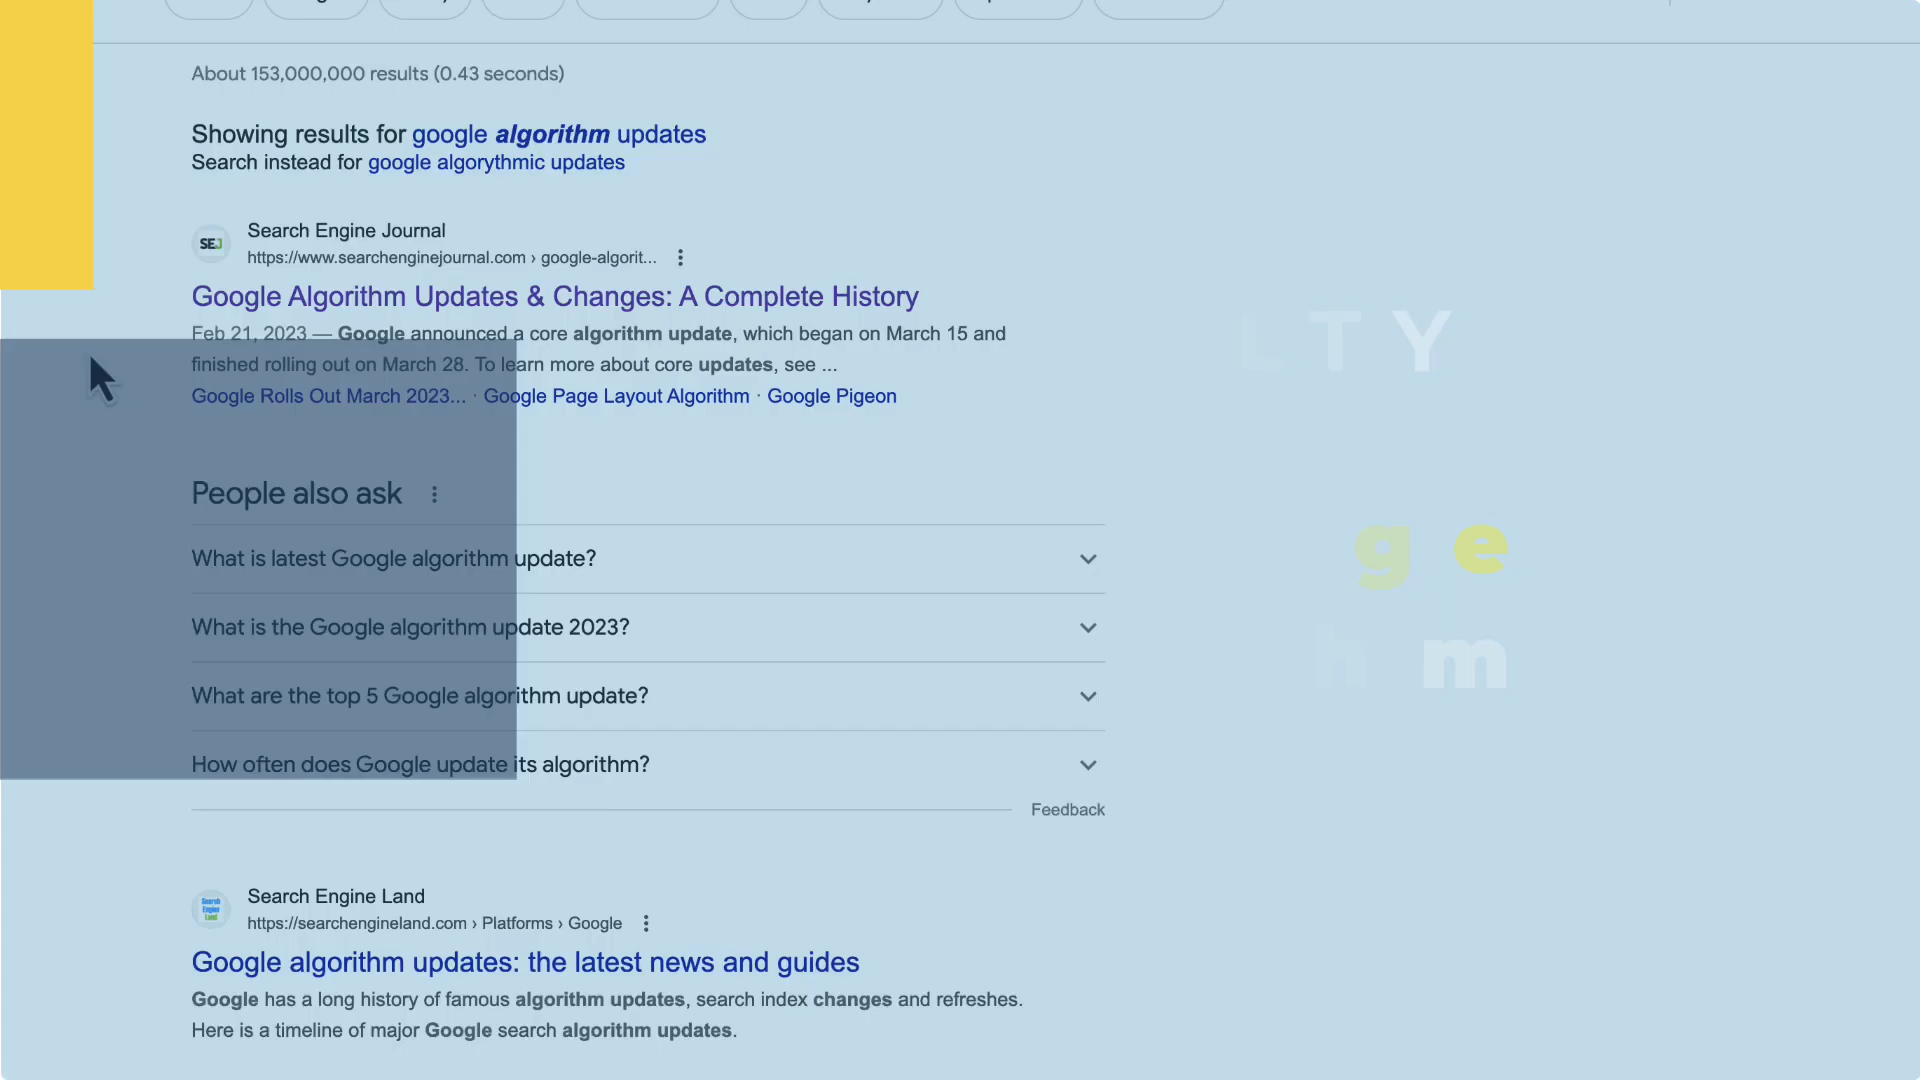 About 153,000,000 results (0.43 seconds)
Showing results for google algorithm updates
Search instead for google algorythmic updates
SEJ
Search Engine Journal
https://www.searchenginejournal.com › google-algorit...
Google Algorithm Updates & Changes: A Complete History
Feb 21, 2023 — Google announced a core algorithm update, which began on March 15 and
finished rolling out on March 28. To learn more about core updates, see ...
Google Rolls Out March 2023... · Google Page Layout Algorithm · Google Pigeon
L T Y
People also ask
What is latest Google algorithm update?
g e
What is the Google algorithm update 2023?
h m
What are the top 5 Google algorithm update?
How often does Google update its algorithm?
Feedback
Search Engine Land
Search Engine Land
https://searchengineland.com › Platforms › Google
Google algorithm updates: the latest news and guides
Google has a long history of famous algorithm updates, search index changes and refreshes.
Here is a timeline of major Google search algorithm updates.